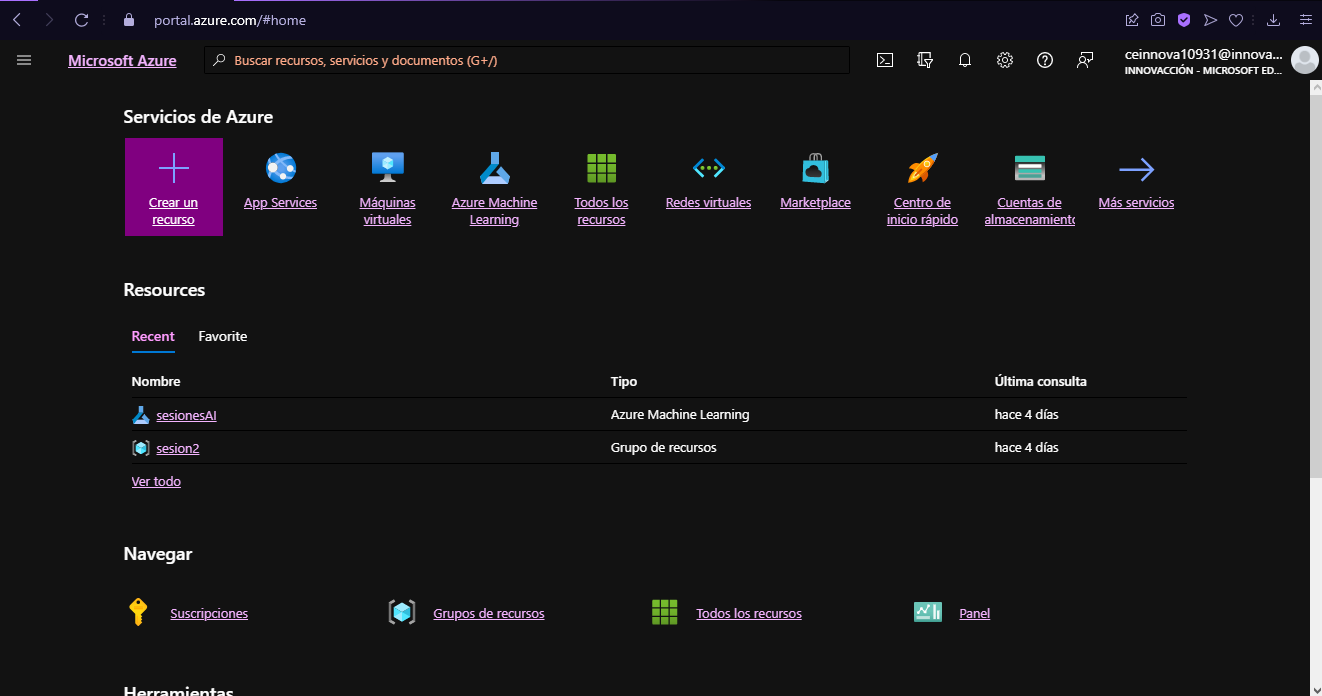 portal.azure.com/#home
Microsoft Azure
Buscar recursos, servicios y documentos (G+/)
ceinnova10931@innova...
INNOVACCIÓN - MICROSOFT ED...
Servicios de Azure
Crear un
recurso
App Services
Máquinas
virtuales
Azure Machine
Learning
Todos los
recursos
Redes virtuales
Marketplace
Centro de
inicio rápido
Cuentas de
almacenamiento
Más servicios
Resources
Recent
Favorite
Nombre
Tipo
Última consulta
sesionesAI
Azure Machine Learning
hace 4 días
sesion2
Grupo de recursos
hace 4 días
Ver todo
Navegar
Suscripciones
Grupos de recursos
Todos los recursos
Panel
Herramientas